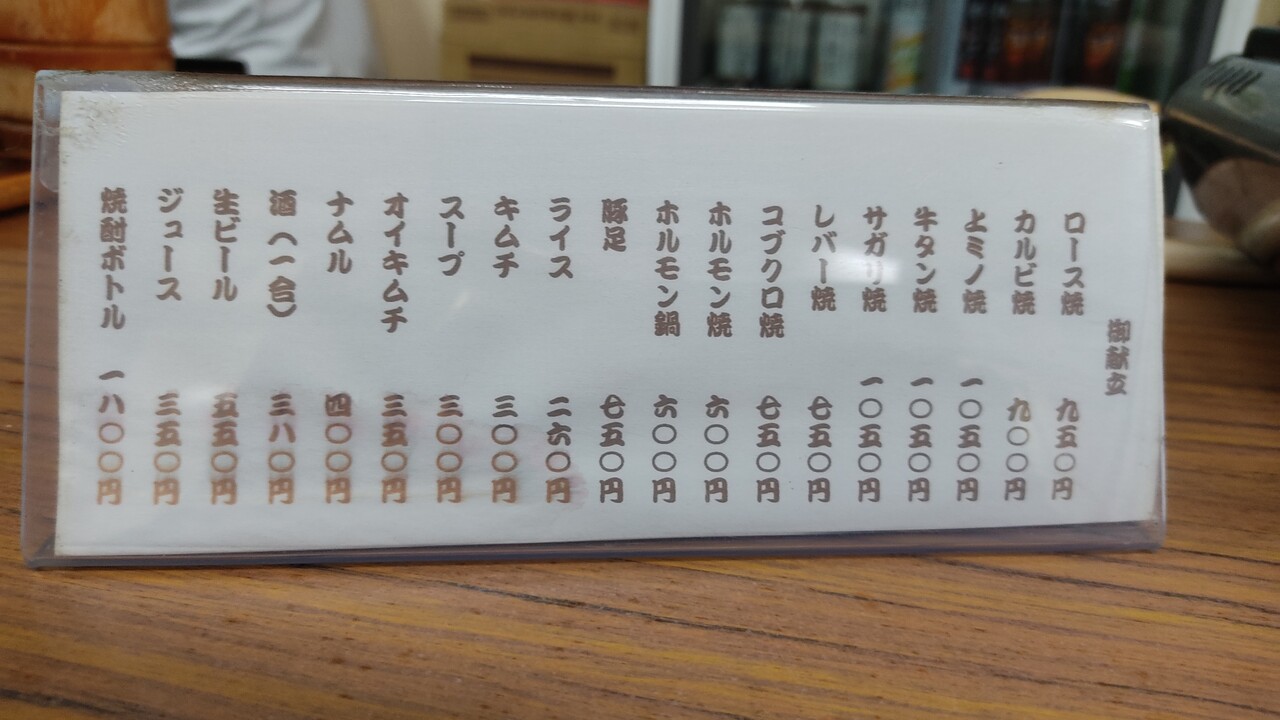 御献立
ロース焼 九五〇円
カルビ焼 九〇〇円
上ミノ焼 一〇五〇円
牛タン焼 一〇五〇円
サガリ焼 一〇五〇円
レバー焼 七五〇円
コブクロ焼 七五〇円
ホルモン焼 六〇〇円
ホルモン鍋 六〇〇円
豚足 七五〇円
ライス 二六〇円
キムチ 三〇〇円
スープ 三〇〇円
オイキムチ 三五〇円
ナムル 四〇〇円
酒（一合） 三八〇円
生ビール 五五〇円
ジュース 三五〇円
焼酎ボトル 一八〇〇円